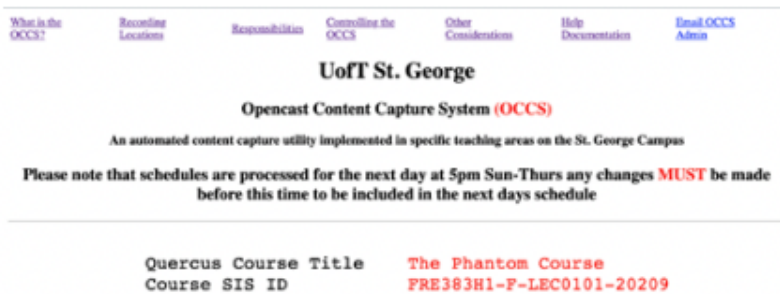 What is the OCCS?
Recording Locations
Responsibilities
Controlling the OCCS
Other Considerations
Help Documentation
Email OCCS Admin
UofT St. George
Opencast Content Capture System (OCCS)
An automated content capture utility implemented in specific teaching areas on the St. George Campus
Please note that schedules are processed for the next day at 5pm Sun-Thurs any changes MUST be made
before this time to be included in the next days schedule
Quercus Course Title The Phantom Course
Course SIS ID FRE383H1-F-LEC0101-20209